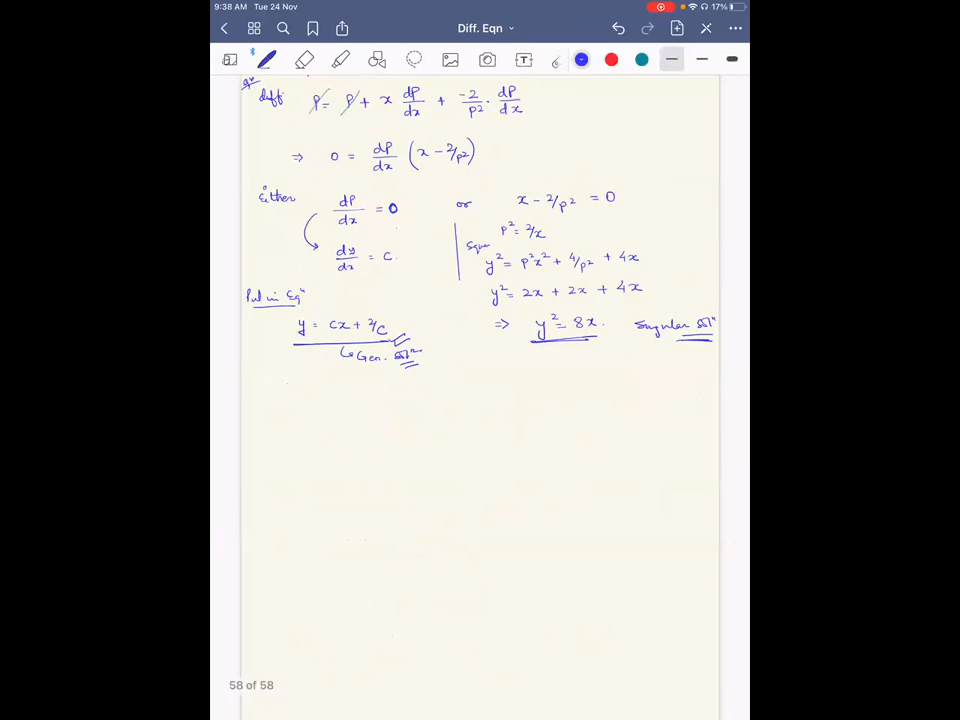 9:38 AM Tue 24 Nov 17%
Diff. Eqn
diff P = P + x dP/dx + -2/P² · dP/dx
⇒ 0 = dP/dx (x - 2/p²)
Either dP/dx = 0 or x - 2/p² = 0
p² = 2/x
dy/dx = C.
y² = p²x² + 4/p² + 4x
y² = 2x + 2x + 4x
Put in Eqⁿ
y = cx + 2/C
⇒ y² = 8x. Singular solⁿ
↳ Gen. solⁿ
58 of 58